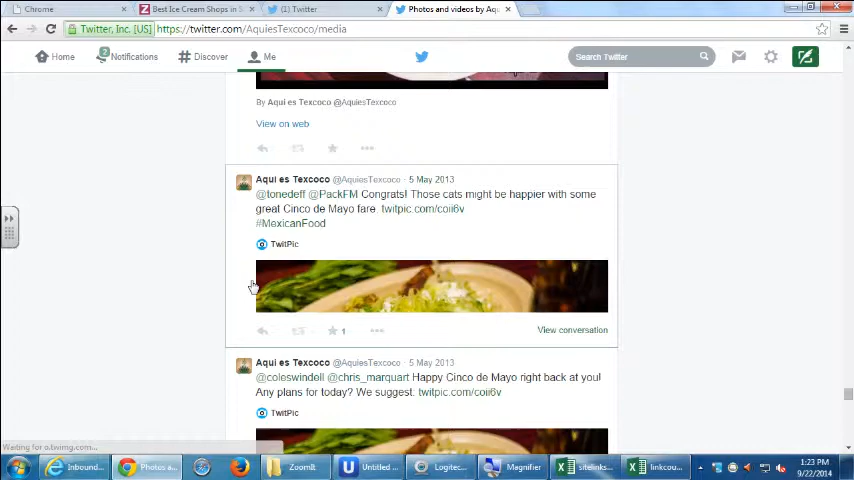 Chrome
Best Ice Cream Shops in S
(1) Twitter
Photos and videos by Aqu
Twitter, Inc. [US]
https://twitter.com/AquiesTexcoco/media
Home
2
Notifications
Discover
Me
Search Twitter
By Aqui es Texcoco @AquiesTexcoco
View on web
Aqui es Texcoco @AquiesTexcoco · 5 May 2013
@tonedeff @PackFM Congrats! Those cats might be happier with some
great Cinco de Mayo fare. twitpic.com/coii6v
#MexicanFood
TwitPic
1
View conversation
Aqui es Texcoco @AquiesTexcoco · 5 May 2013
@coleswindell @chris_marquart Happy Cinco de Mayo right back at you!
Any plans for today? We suggest: twitpic.com/coii6v
TwitPic
Waiting for o.twimg.com...
Inbound...
Photos a...
ZoomIt
Untitled ...
Logitec...
Magnifier
sitelinks...
linkcou...
1:23 PM
9/22/2014